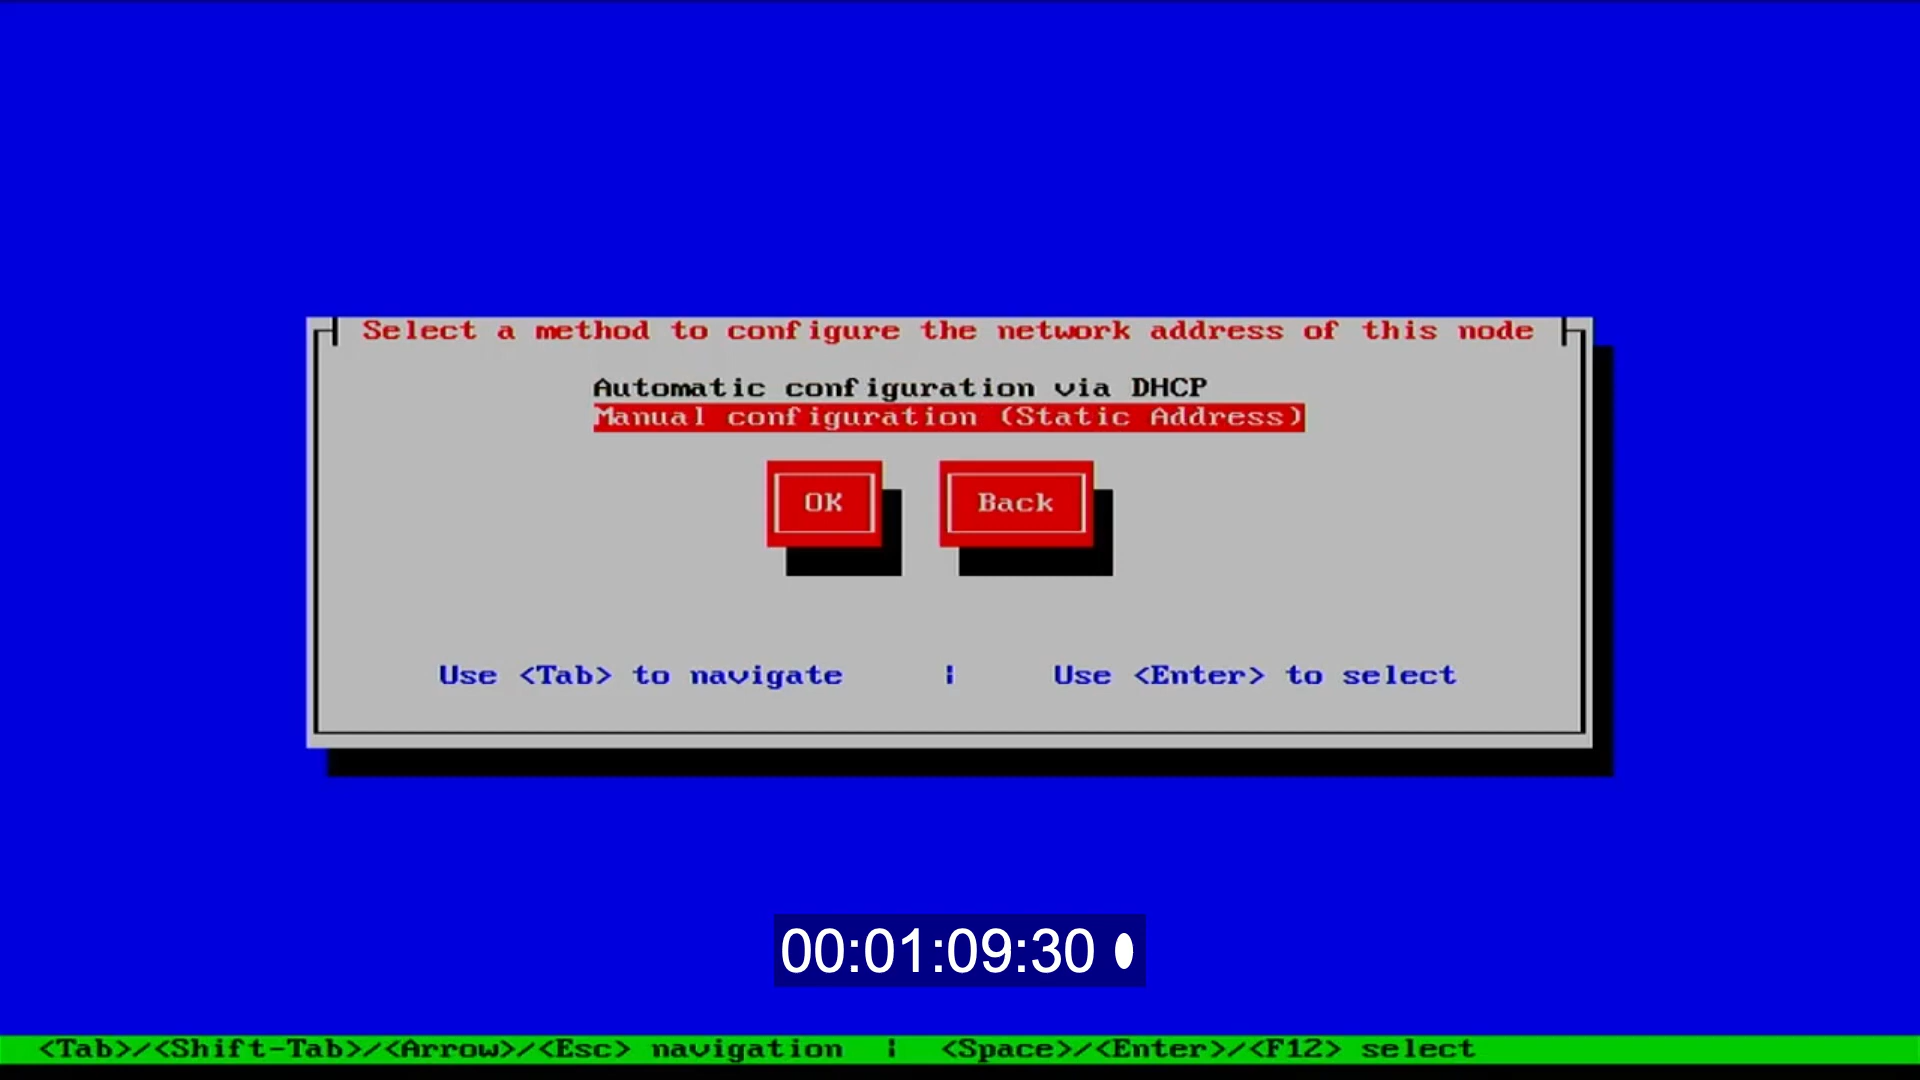 Select a method to configure the network address of this node
Automatic configuration via DHCP
Manual configuration (Static Address)
OK Back
Use <Tab> to navigate | Use <Enter> to select
00:01:09:30
<Tab>/<Shift-Tab>/<Arrow>/<Esc> navigation | <Space>/<Enter>/<F12> select